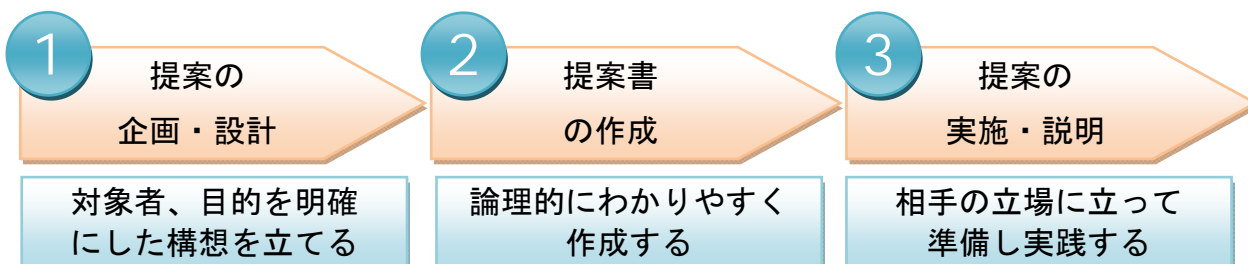 1
提案の
企画・設計
対象者、目的を明確
にした構想を立てる
2
提案書
の作成
論理的にわかりやすく
作成する
3
提案の
実施・説明
相手の立場に立って
準備し実践する